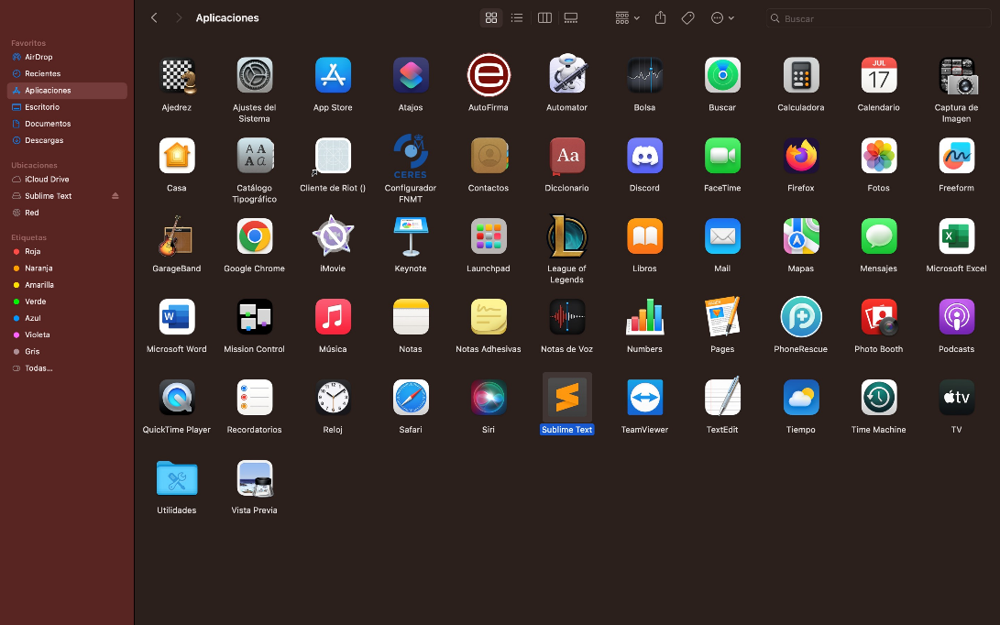 Aplicaciones
Buscar
Favoritos
AirDrop
Recientes
Aplicaciones
Escritorio
Documentos
Descargas
Ubicaciones
iCloud Drive
Sublime Text
Red
Etiquetas
Roja
Naranja
Amarilla
Verde
Azul
Violeta
Gris
Todas...
JUL
17
Ajedrez
Ajustes del
Sistema
App Store
Atajos
AutoFirma
Automator
Bolsa
Buscar
Calculadora
Calendario
Captura de
Imagen
A A
A a
CERES
Aa
Casa
Catálogo
Tipográfico
Cliente de Riot ()
Configurador
FNMT
Contactos
Diccionario
Discord
FaceTime
Firefox
Fotos
Freeform
GarageBand
Google Chrome
iMovie
Keynote
Launchpad
League of
Legends
Libros
Mail
Mapas
Mensajes
Microsoft Excel
Microsoft Word
Mission Control
Música
Notas
Notas Adhesivas
Notas de Voz
Numbers
Pages
PhoneRescue
Photo Booth
Podcasts
tv
QuickTime Player
Recordatorios
Reloj
Safari
Siri
Sublime Text
TeamViewer
TextEdit
Tiempo
Time Machine
TV
Utilidades
Vista Previa